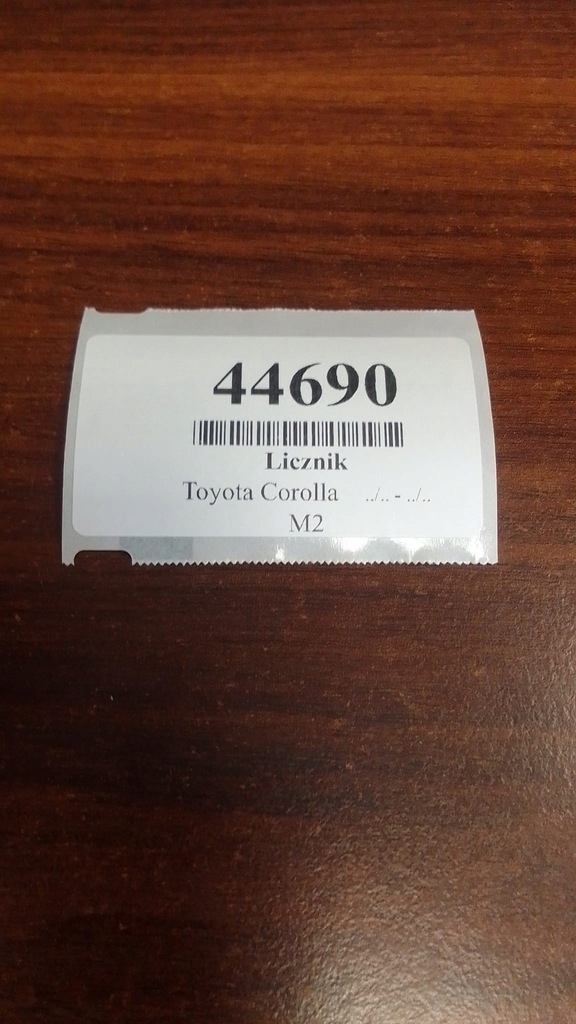 44690
Licznik
Toyota Corolla ../.. - ../..
M2